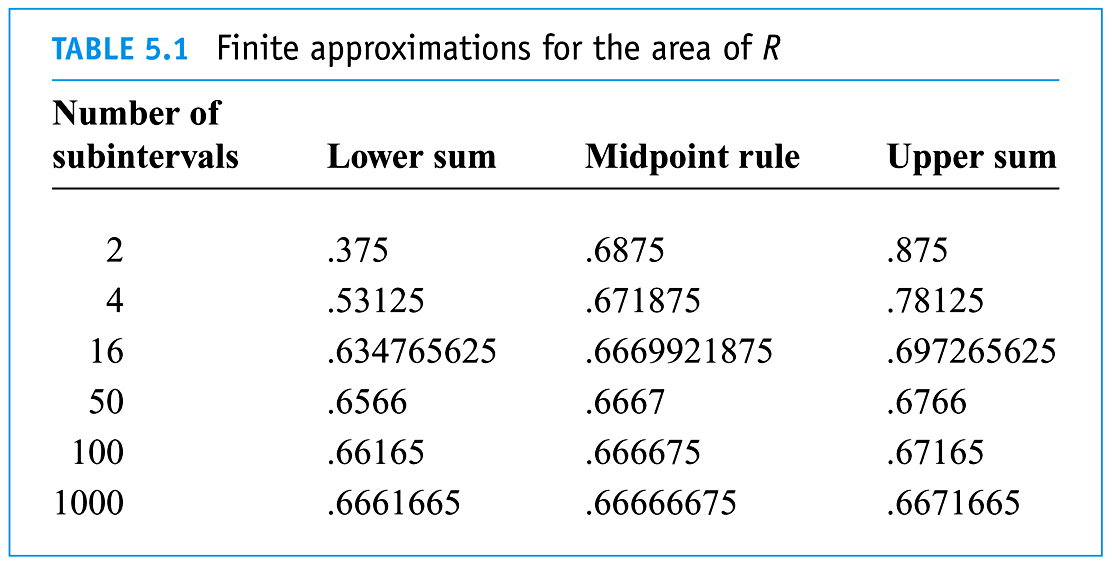 TABLE 5.1 Finite approximations for the area of R
Number of
subintervals Lower sum Midpoint rule Upper sum
2 .375 .6875 .875
4 .53125 .671875 .78125
16 .634765625 .6669921875 .697265625
50 .6566 .6667 .6766
100 .66165 .666675 .67165
1000 .6661665 .66666675 .6671665